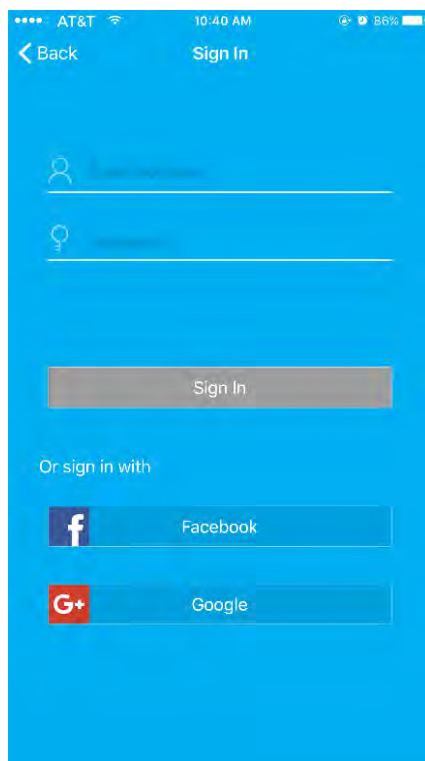 AT&T 10:40 AM 86%
Back Sign In
Sign In
Or sign in with
f Facebook
G+ Google